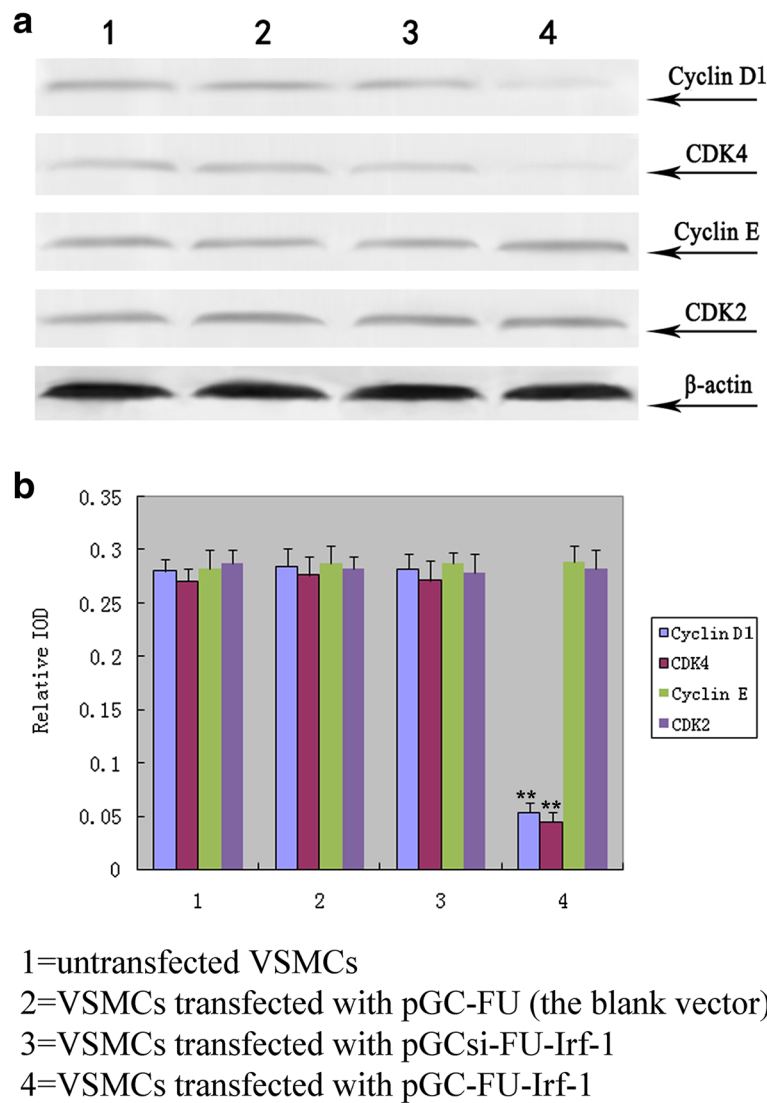 a
1 2 3 4
Cyclin D1
CDK4
Cyclin E
CDK2
β-actin
b
Relative IOD
0.35
0.3
0.25
0.2
0.15
0.1
0.05
0
** **
1 2 3 4
Cyclin D1
CDK4
Cyclin E
CDK2
1=untransfected VSMCs
2=VSMCs transfected with pGC-FU (the blank vector)
3=VSMCs transfected with pGCsi-FU-Irf-1
4=VSMCs transfected with pGC-FU-Irf-1